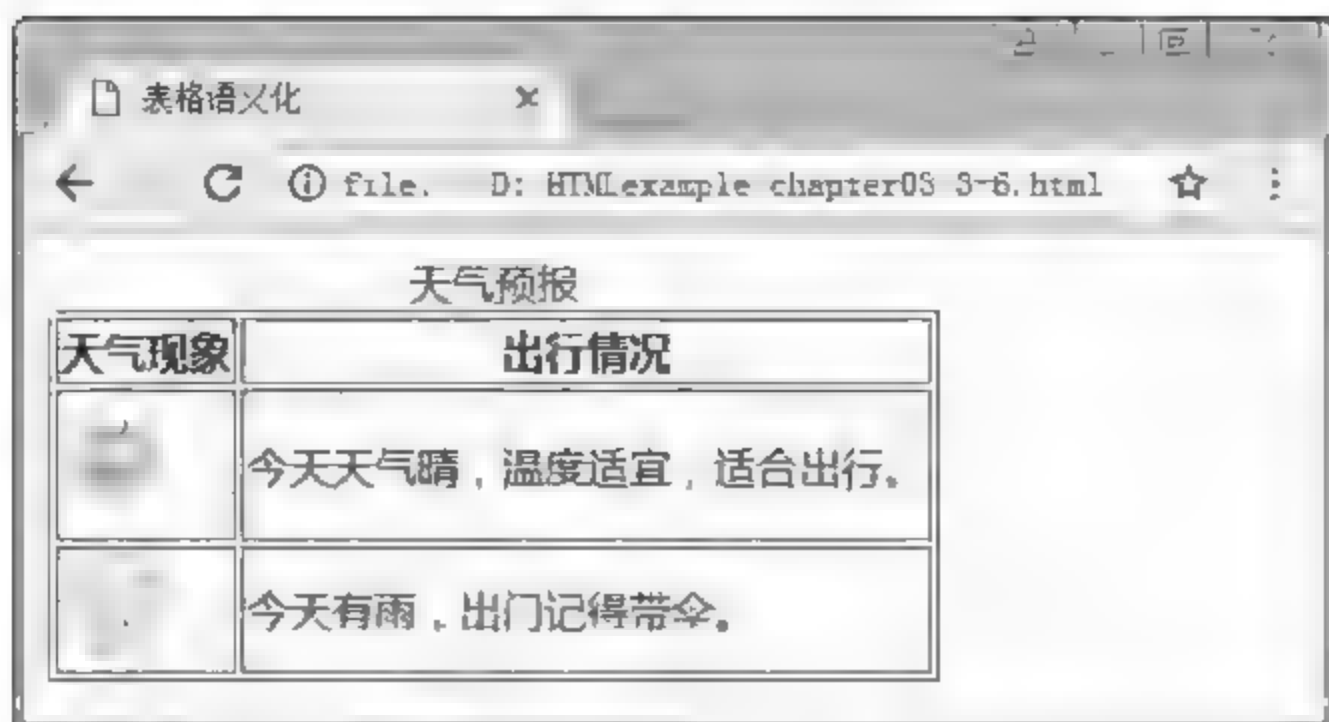 表格语义化
file. D: HTMLexample chapter03 3-6.html
天气预报
天气现象 出行情况
今天天气晴，温度适宜，适合出行。
今天有雨，出门记得带伞。